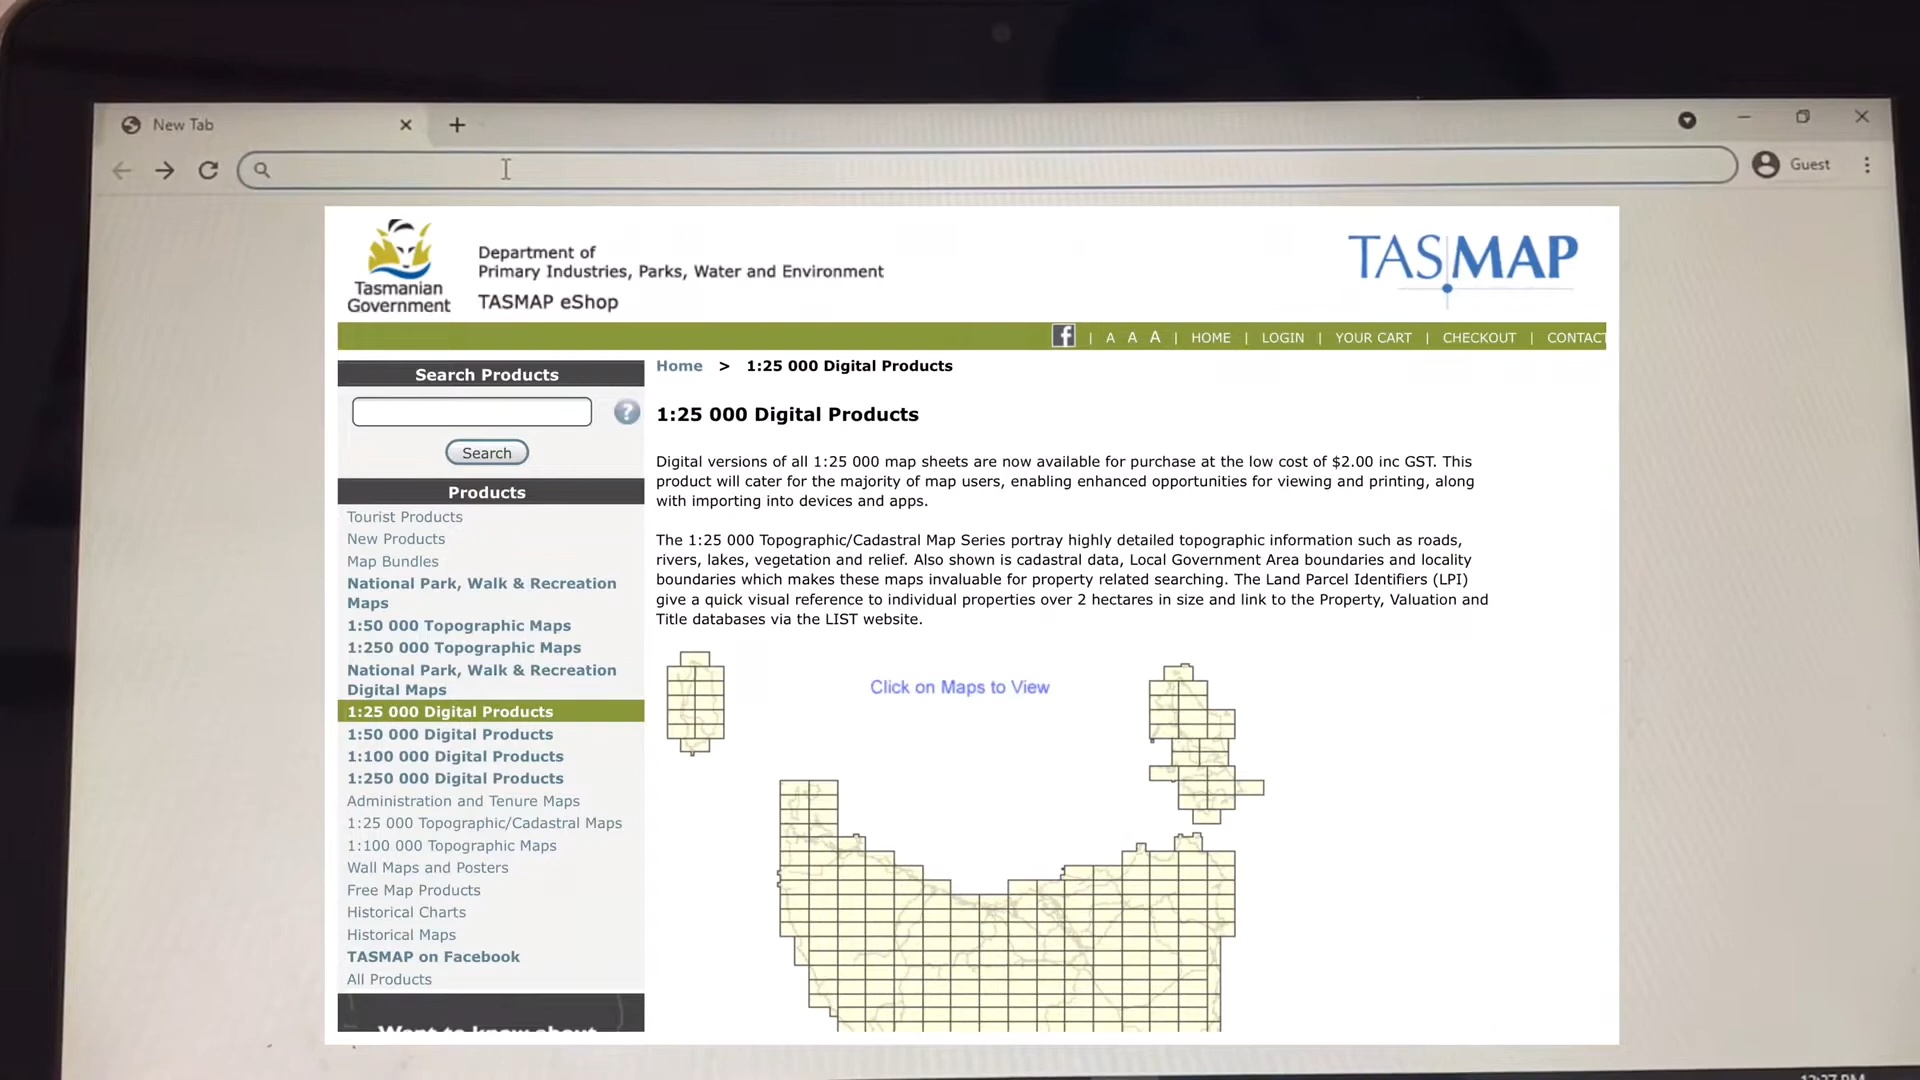 New Tab
Guest
Tasmanian
Government
Department of
Primary Industries, Parks, Water and Environment
TASMAP eShop
TASMAP
| A A A | HOME | LOGIN | YOUR CART | CHECKOUT | CONTACT
Search Products
Search
Products
Tourist Products
New Products
Map Bundles
National Park, Walk & Recreation
Maps
1:50 000 Topographic Maps
1:250 000 Topographic Maps
National Park, Walk & Recreation
Digital Maps
1:25 000 Digital Products
1:50 000 Digital Products
1:100 000 Digital Products
1:250 000 Digital Products
Administration and Tenure Maps
1:25 000 Topographic/Cadastral Maps
1:100 000 Topographic Maps
Wall Maps and Posters
Free Map Products
Historical Charts
Historical Maps
TASMAP on Facebook
All Products
Want to know about
Home > 1:25 000 Digital Products
1:25 000 Digital Products
Digital versions of all 1:25 000 map sheets are now available for purchase at the low cost of $2.00 inc GST. This
product will cater for the majority of map users, enabling enhanced opportunities for viewing and printing, along
with importing into devices and apps.
The 1:25 000 Topographic/Cadastral Map Series portray highly detailed topographic information such as roads,
rivers, lakes, vegetation and relief. Also shown is cadastral data, Local Government Area boundaries and locality
boundaries which makes these maps invaluable for property related searching. The Land Parcel Identifiers (LPI)
give a quick visual reference to individual properties over 2 hectares in size and link to the Property, Valuation and
Title databases via the LIST website.
Click on Maps to View